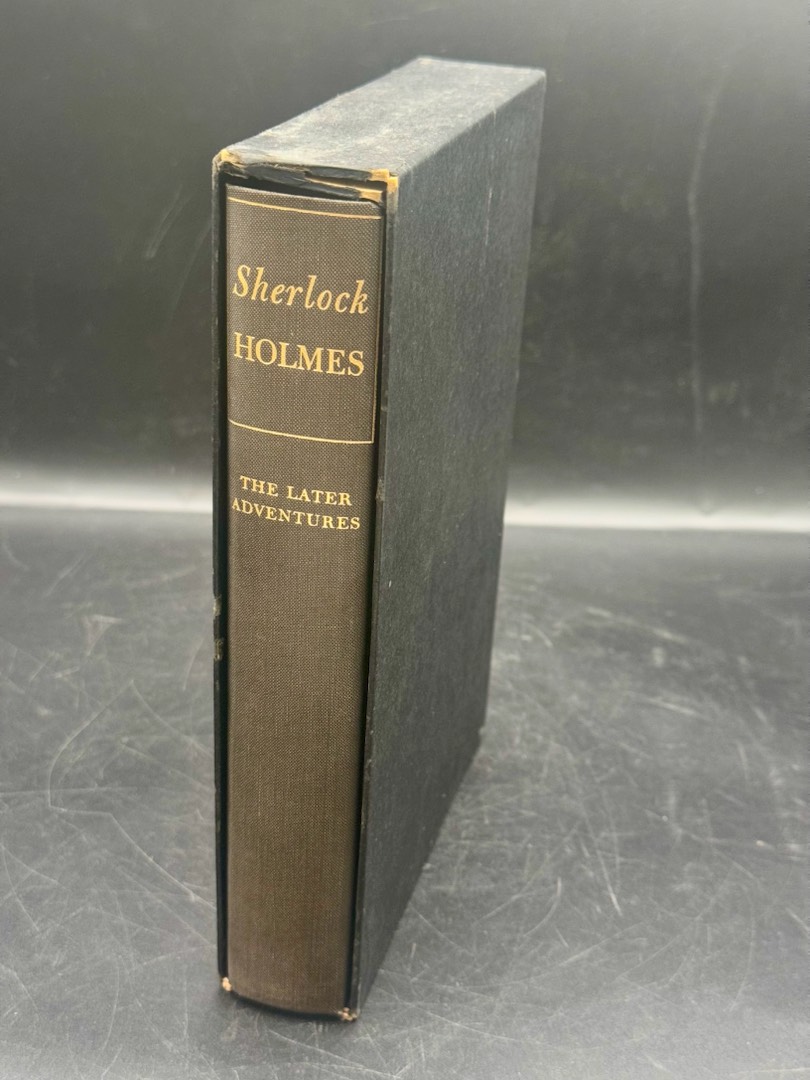 Sherlock
HOLMES
THE LATER
ADVENTURES